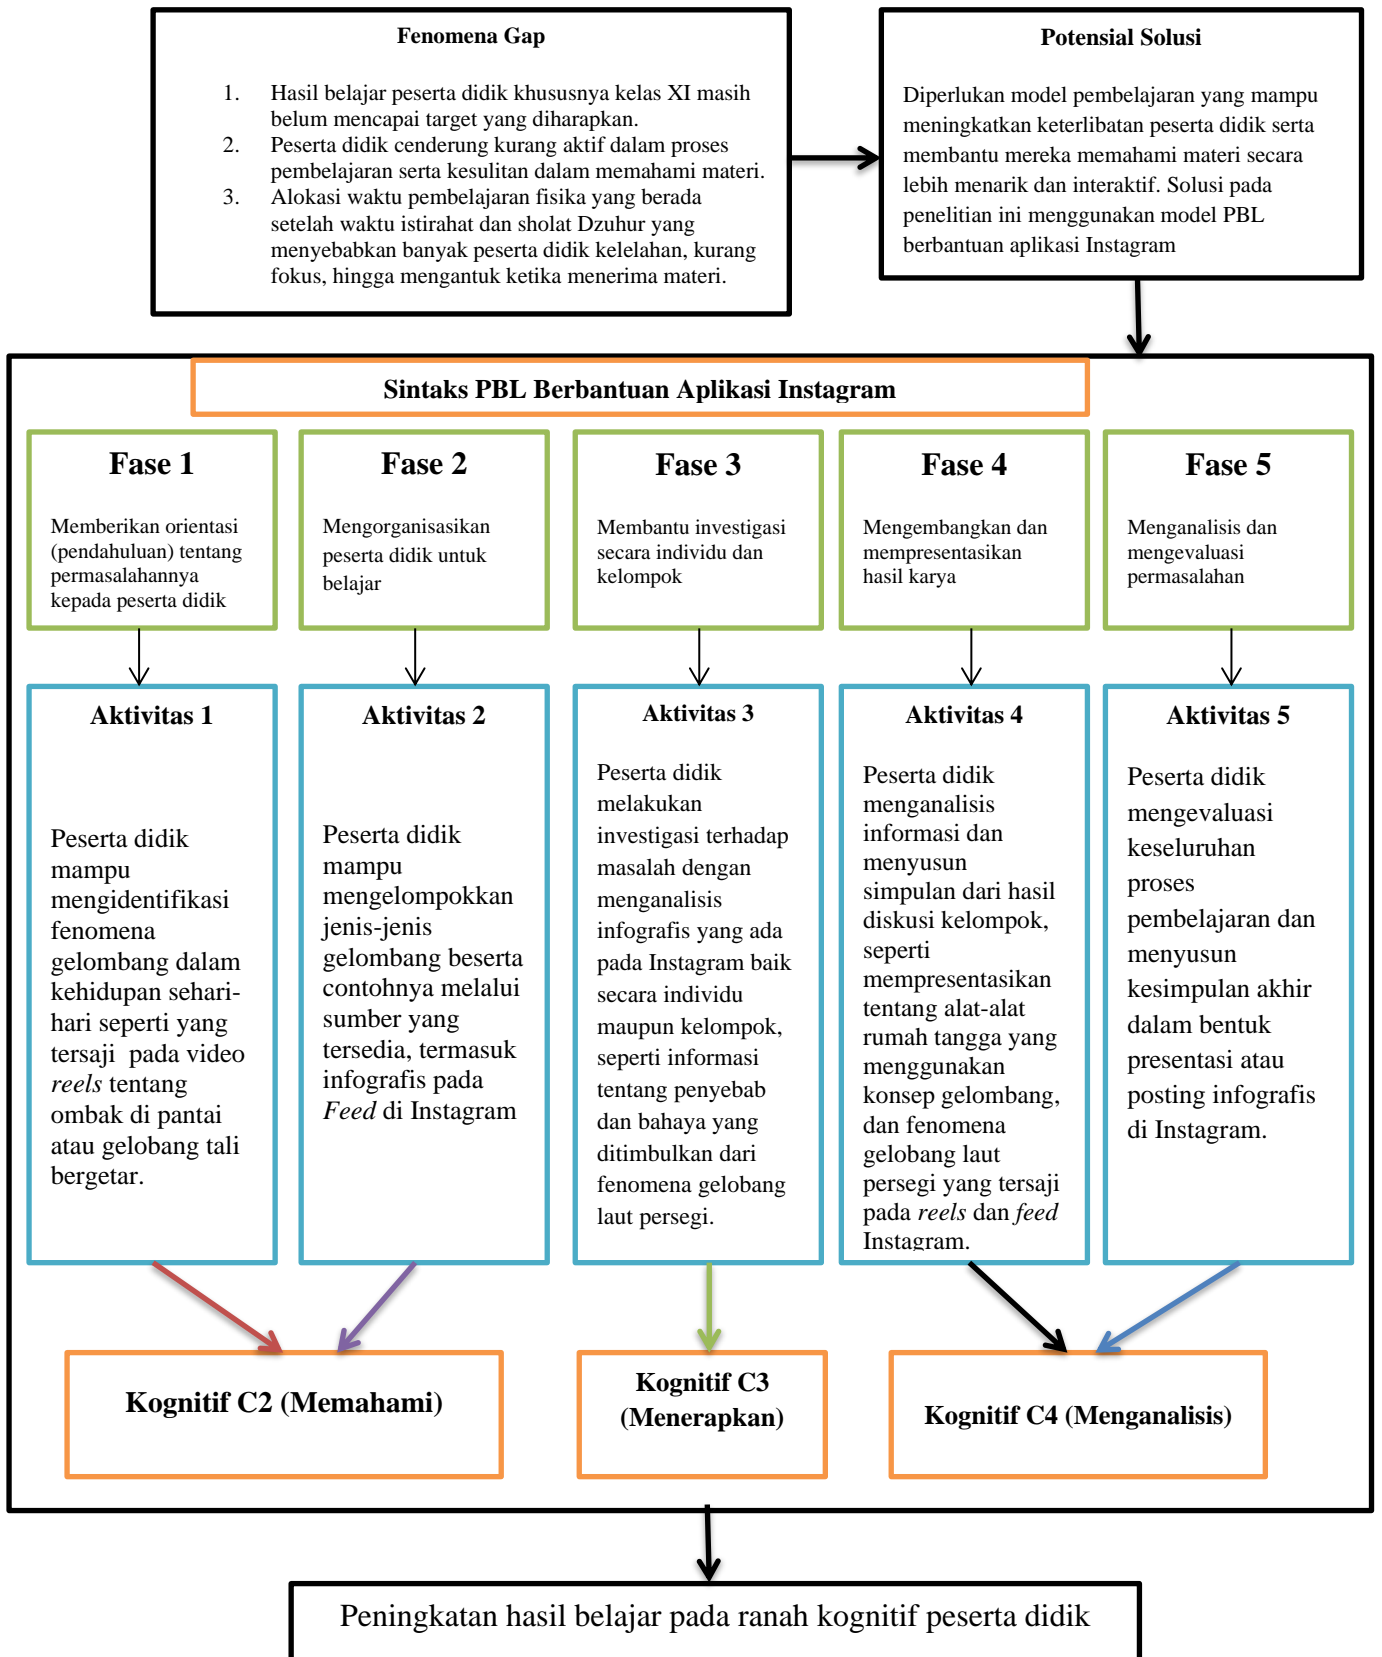 Fenomena Gap
1. Hasil belajar peserta didik khususnya kelas XI masih
belum mencapai target yang diharapkan.
2. Peserta didik cenderung kurang aktif dalam proses
pembelajaran serta kesulitan dalam memahami materi.
3. Alokasi waktu pembelajaran fisika yang berada
setelah waktu istirahat dan sholat Dzuhur yang
menyebabkan banyak peserta didik kelelahan, kurang
fokus, hingga mengantuk ketika menerima materi.
Potensial Solusi
Diperlukan model pembelajaran yang mampu
meningkatkan keterlibatan peserta didik serta
membantu mereka memahami materi secara
lebih menarik dan interaktif. Solusi pada
penelitian ini menggunakan model PBL
berbantuan aplikasi Instagram
Sintaks PBL Berbantuan Aplikasi Instagram
Fase 1
Memberikan orientasi
(pendahuluan) tentang
permasalahannya
kepada peserta didik
Fase 2
Mengorganisasikan
peserta didik untuk
belajar
Fase 3
Membantu investigasi
secara individu dan
kelompok
Fase 4
Mengembangkan dan
mempresentasikan
hasil karya
Fase 5
Menganalisis dan
mengevaluasi
permasalahan
Aktivitas 1
Peserta didik
mampu
mengidentifikasi
fenomena
gelombang dalam
kehidupan sehari-
hari seperti yang
tersaji pada video
reels tentang
ombak di pantai
atau gelobang tali
bergetar.
Aktivitas 2
Peserta didik
mampu
mengelompokkan
jenis-jenis
gelombang beserta
contohnya melalui
sumber yang
tersedia, termasuk
infografis pada
Feed di Instagram
Aktivitas 3
Peserta didik
melakukan
investigasi terhadap
masalah dengan
menganalisis
infografis yang ada
pada Instagram baik
secara individu
maupun kelompok,
seperti informasi
tentang penyebab
dan bahaya yang
ditimbulkan dari
fenomena gelobang
laut persegi.
Aktivitas 4
Peserta didik
menganalisis
informasi dan
menyusun
simpulan dari hasil
diskusi kelompok,
seperti
mempresentasikan
tentang alat-alat
rumah tangga yang
menggunakan
konsep gelombang,
dan fenomena
gelobang laut
persegi yang tersaji
pada reels dan feed
Instagram.
Aktivitas 5
Peserta didik
mengevaluasi
keseluruhan
proses
pembelajaran dan
menyusun
kesimpulan akhir
dalam bentuk
presentasi atau
posting infografis
di Instagram.
Kognitif C2 (Memahami)
Kognitif C3
(Menerapkan)
Kognitif C4 (Menganalisis)
Peningkatan hasil belajar pada ranah kognitif peserta didik